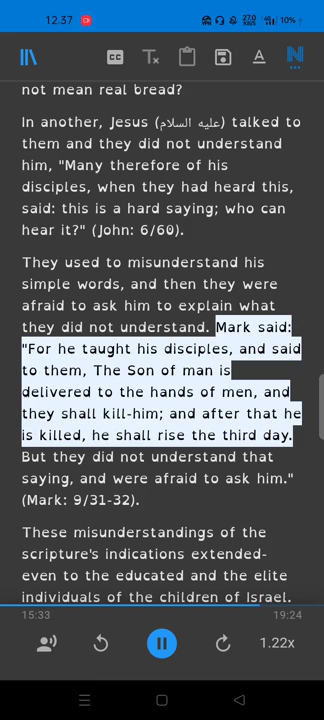 12.37
27.0
KB/S
4G
10%
CC
not mean real bread?
In another, Jesus (عليه السلام) talked to
them and they did not understand
him, "Many therefore of his
disciples, when they had heard this,
said: this is a hard saying; who can
hear it?" (John: 6/60).
They used to misunderstand his
simple words, and then they were
afraid to ask him to explain what
they did not understand. Mark said:
"For he taught his disciples, and said
to them, The Son of man is
delivered to the hands of men, and
they shall kill-him; and after that he
is killed, he shall rise the third day.
But they did not understand that
saying, and were afraid to ask him."
(Mark: 9/31-32).
These misunderstandings of the
scripture's indications extended-
even to the educated and the elite
individuals of the children of Israel.
15:33
19:24
1.22x